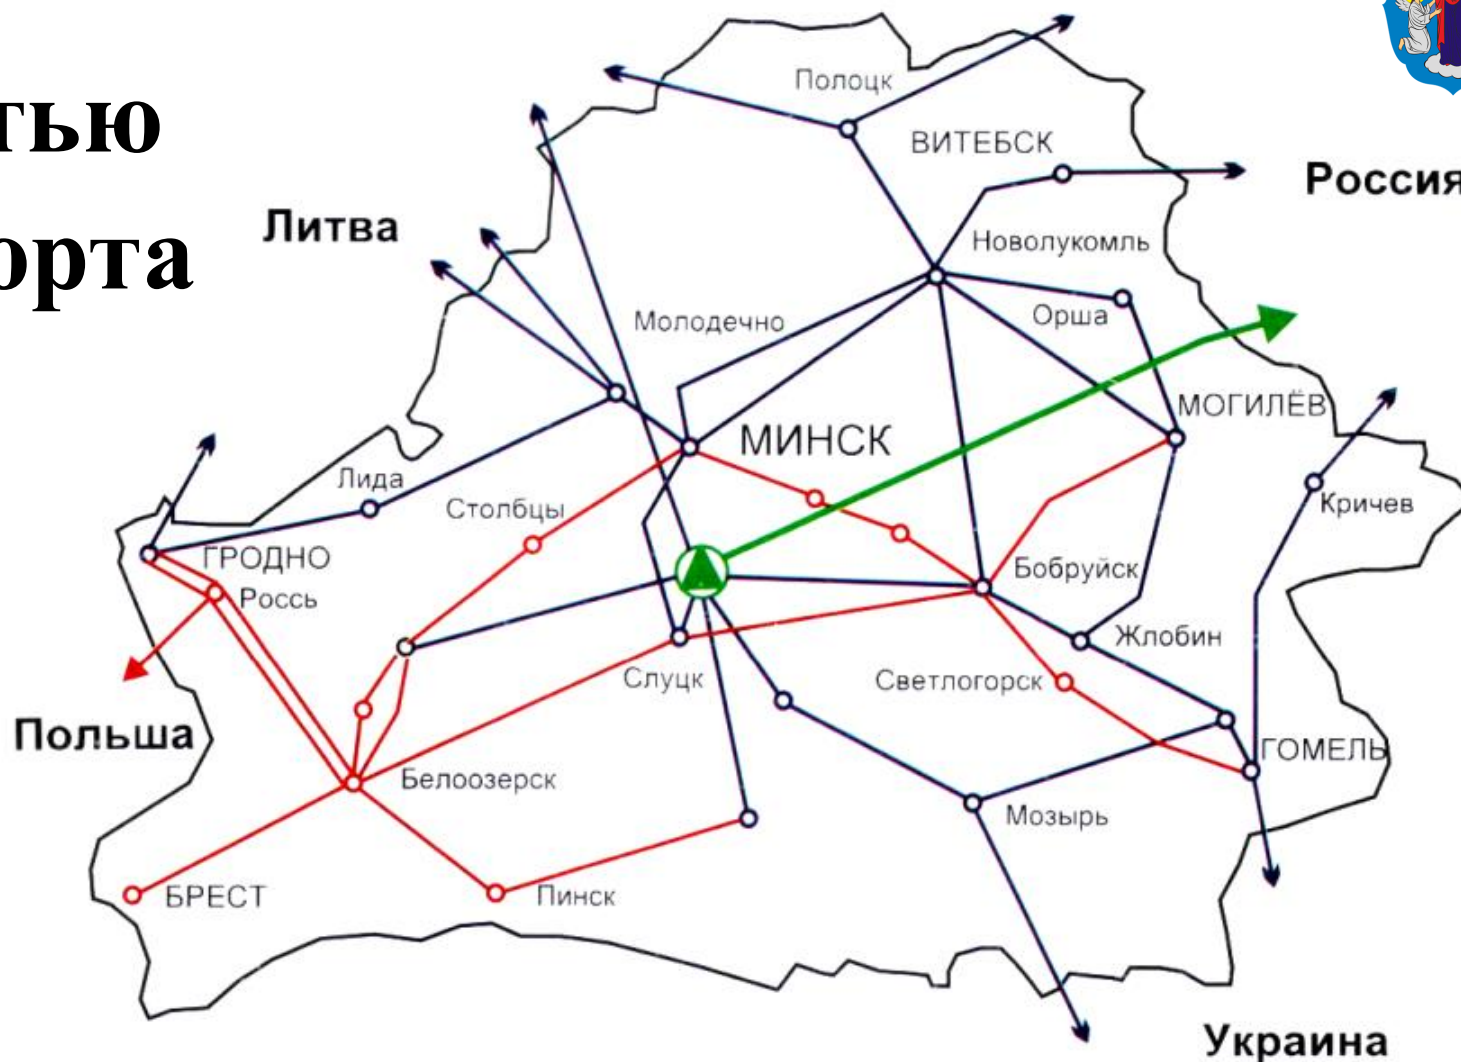 тью
орта
Полоцк
ВИТЕБСК
Россия
Литва
Новолукомль
Молодечно
Орша
МОГИЛЁВ
МИНСК
Лида
Столбцы
Кричев
ГРОДНО
Бобруйск
Россь
Жлобин
Слуцк
Светлогорск
Польша
ГОМЕЛЬ
Белоозерск
Мозырь
БРЕСТ
Пинск
Украина